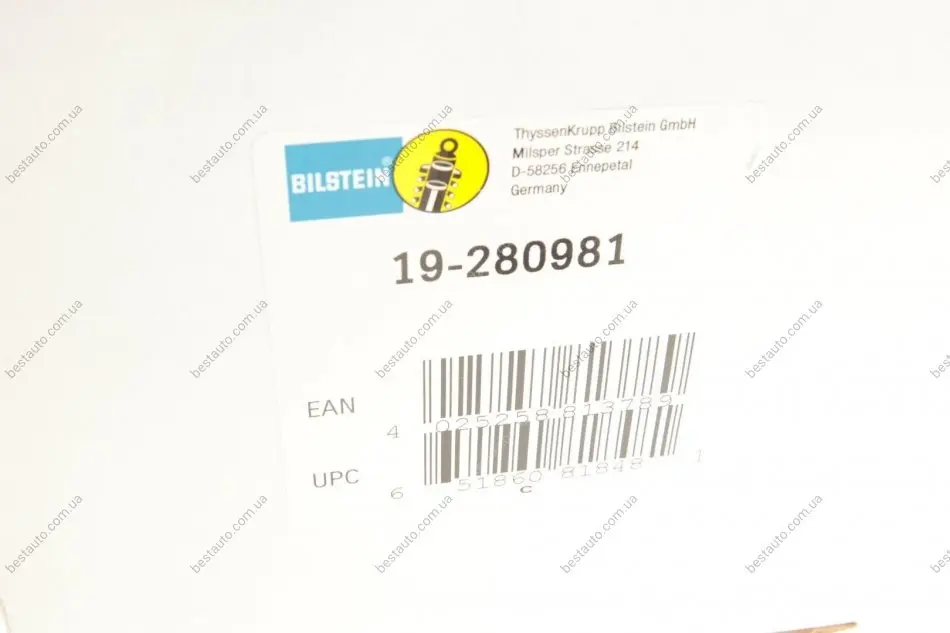 BILSTEIN®
ThyssenKrupp Bilstein GmbH
Milsper Strasse 214
D-58256 Ennepetal
Germany
19-280981
EAN
4 025258 813789
UPC
6 51860 81848 1
C
bestauto.com.ua